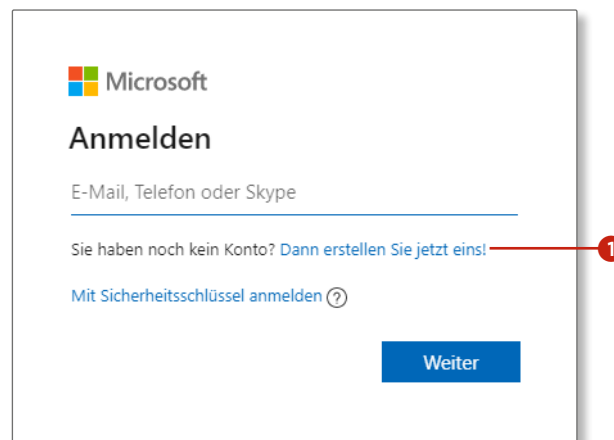 Microsoft
Anmelden
E-Mail, Telefon oder Skype
Sie haben noch kein Konto? Dann erstellen Sie jetzt eins!
1
Mit Sicherheitsschlüssel anmelden ?
Weiter